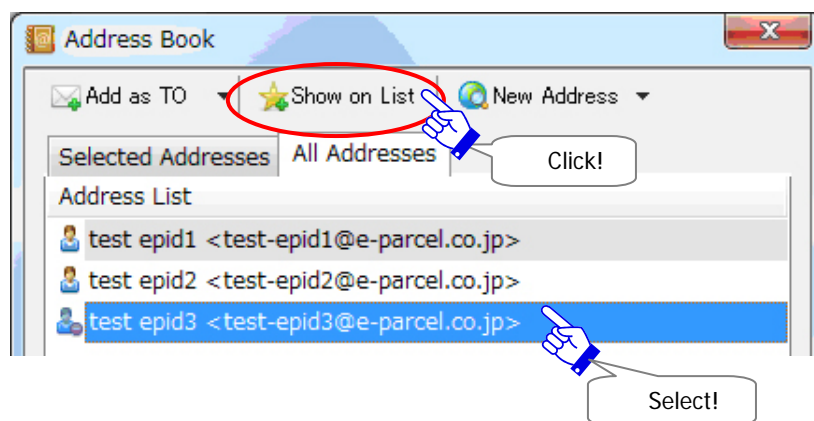 Address Book
x
Add as TO Show on List New Address
Selected Addresses All Addresses
Click!
Address List
test epid1 <test-epid1@e-parcel.co.jp>
test epid2 <test-epid2@e-parcel.co.jp>
test epid3 <test-epid3@e-parcel.co.jp>
Select!